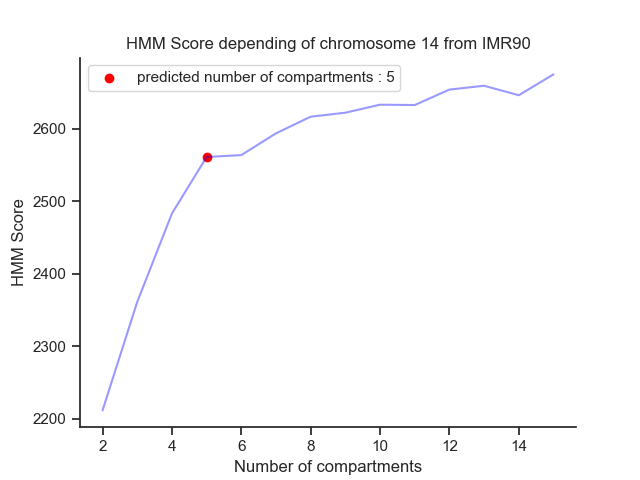 HMM Score depending of chromosome 14 from IMR90
predicted number of compartments : 5
HMM Score
2600
2500
2400
2300
2200
2 4 6 8 10 12 14
Number of compartments